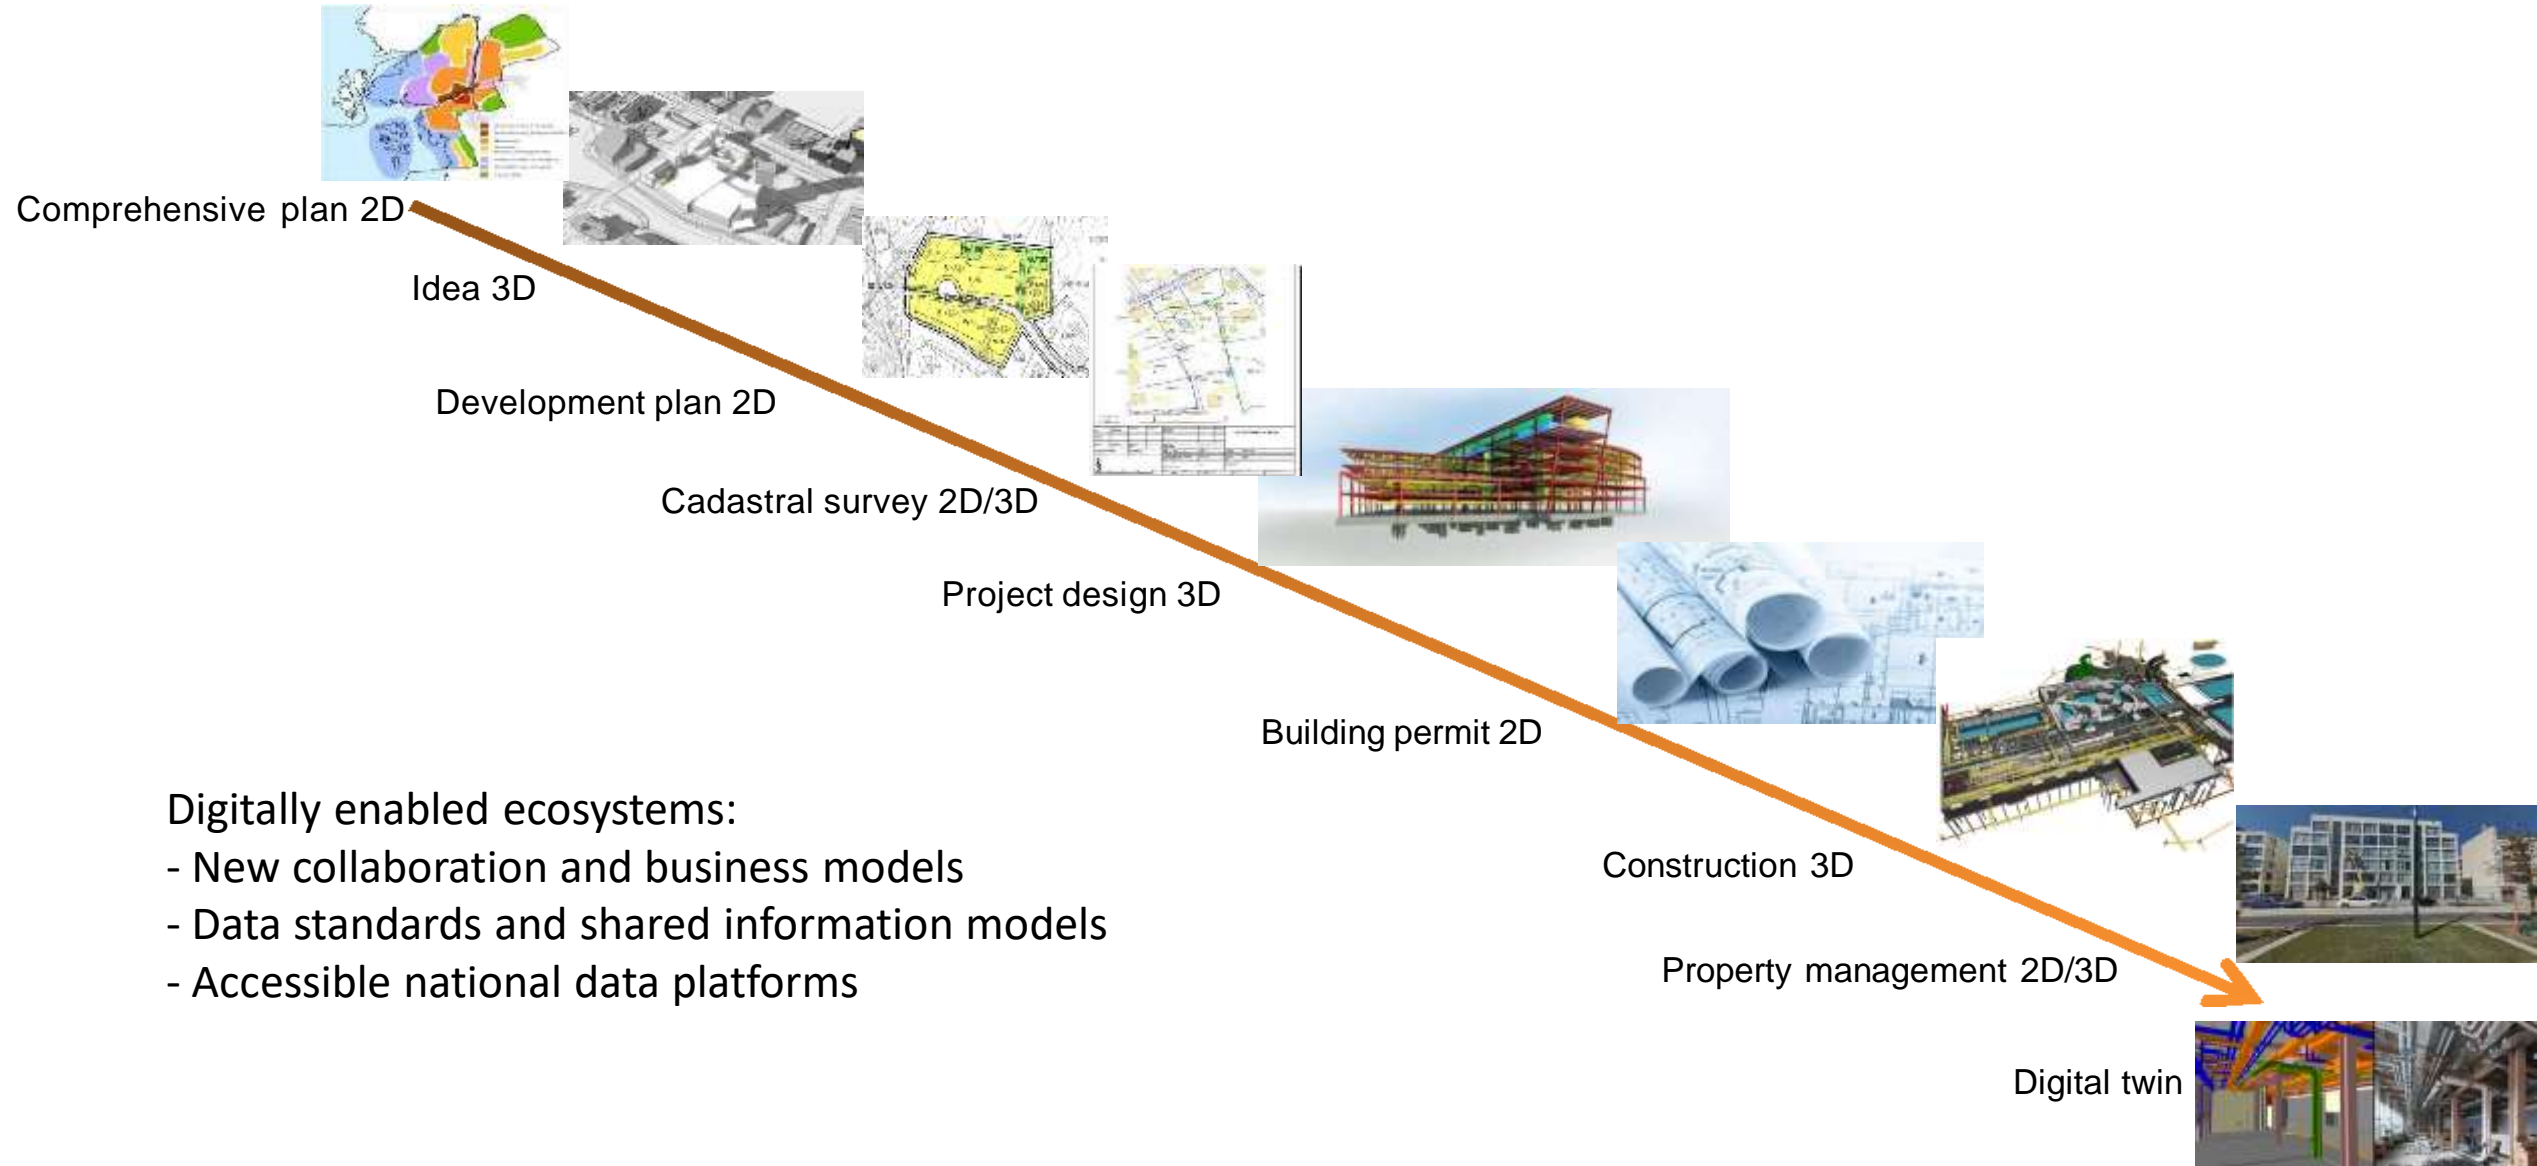 Comprehensive plan 2D
Idea 3D
Development plan 2D
Cadastral survey 2D/3D
Project design 3D
Building permit 2D
Construction 3D
Property management 2D/3D
Digital twin
Digitally enabled ecosystems:
- New collaboration and business models
- Data standards and shared information models
- Accessible national data platforms